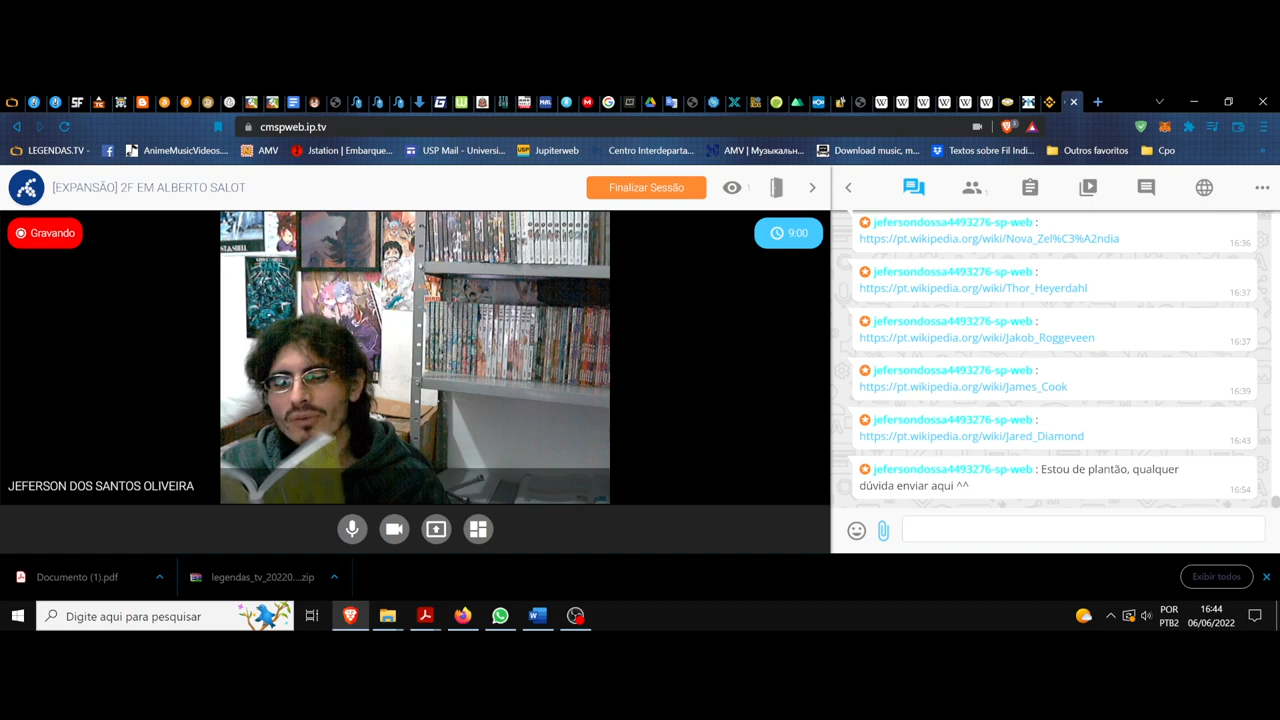 cmspweb.ip.tv
LEGENDAS.TV -
AnimeMusicVideos...
AMV
Jstation | Embarque...
USP Mail - Universi...
Jupiterweb
Centro Interdeparta...
AMV | Музыкальн...
Download music, m...
Textos sobre Fil Indi...
Outros favoritos
Cpo
[EXPANSÃO] 2F EM ALBERTO SALOT
Finalizar Sessão
1
1
Gravando
9:00
JEFERSON DOS SANTOS OLIVEIRA
jefersondossa4493276-sp-web :
https://pt.wikipedia.org/wiki/Nova_Zel%C3%A2ndia
16:36
jefersondossa4493276-sp-web :
https://pt.wikipedia.org/wiki/Thor_Heyerdahl
16:37
jefersondossa4493276-sp-web :
https://pt.wikipedia.org/wiki/Jakob_Roggeveen
16:37
jefersondossa4493276-sp-web :
https://pt.wikipedia.org/wiki/James_Cook
16:39
jefersondossa4493276-sp-web :
https://pt.wikipedia.org/wiki/Jared_Diamond
16:43
jefersondossa4493276-sp-web : Estou de plantão, qualquer
dúvida enviar aqui ^^
16:54
Documento (1).pdf
legendas_tv_20220....zip
Exibir todos
Digite aqui para pesquisar
POR
PTB2
16:44
06/06/2022